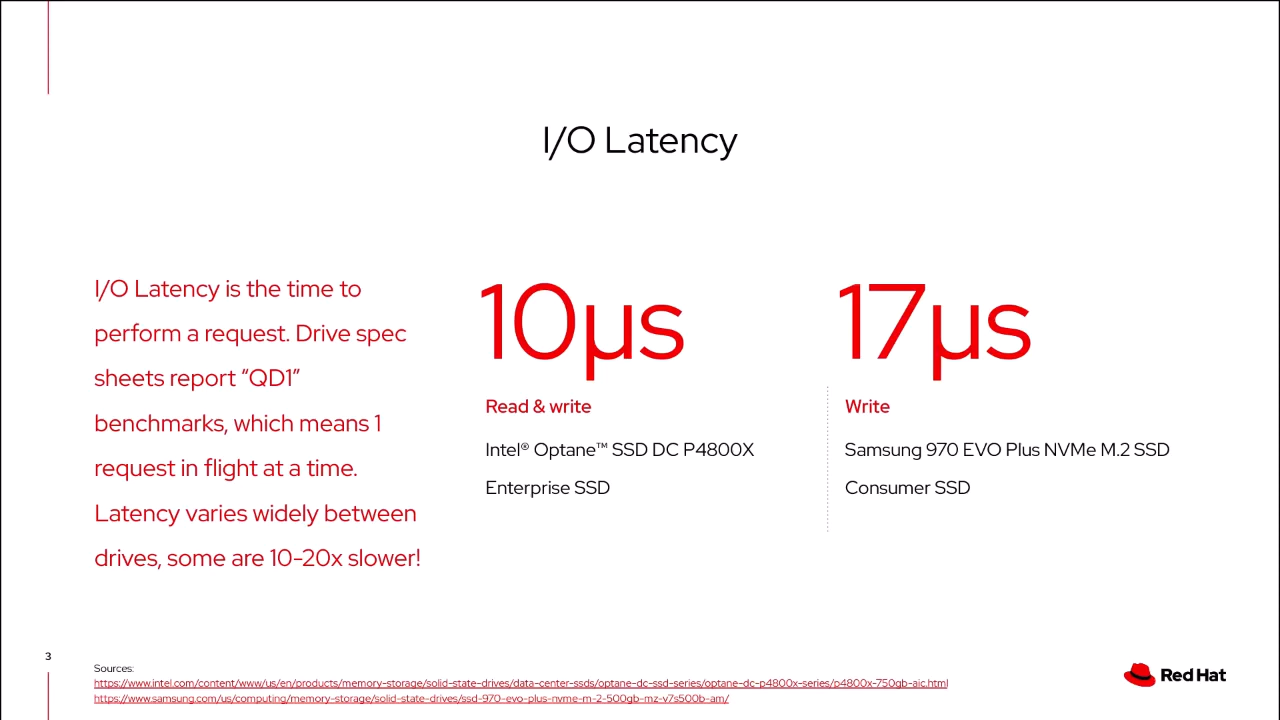 I/O Latency
I/O Latency is the time to
perform a request. Drive spec
sheets report “QD1”
benchmarks, which means 1
request in flight at a time.
Latency varies widely between
drives, some are 10-20x slower!
10µs
Read & write
Intel® Optane™ SSD DC P4800X
Enterprise SSD
17µs
Write
Samsung 970 EVO Plus NVMe M.2 SSD
Consumer SSD
3
Sources:
https://www.intel.com/content/www/us/en/products/memory-storage/solid-state-drives/data-center-ssds/optane-dc-ssd-series/optane-dc-p4800x-series/p4800x-750gb-aic.html
https://www.samsung.com/us/computing/memory-storage/solid-state-drives/ssd-970-evo-plus-nvme-m-2-500gb-mz-v7s500b-am/
Red Hat